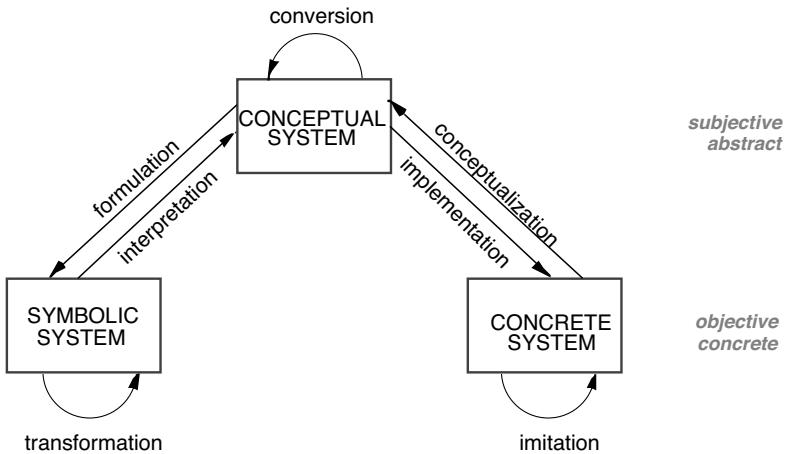 conversion
CONCEPTUAL
SYSTEM
subjective
abstract
formulation
interpretation
implementation
conceptualization
SYMBOLIC
SYSTEM
CONCRETE
SYSTEM
objective
concrete
transformation
imitation